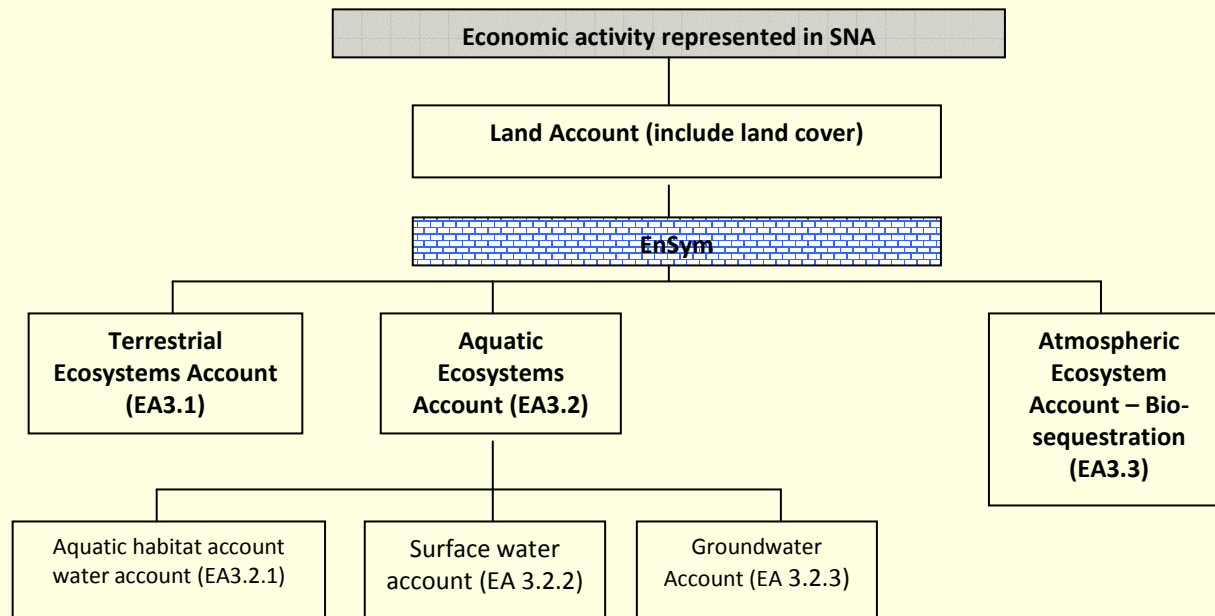 Economic activity represented in SNA
Land Account (include land cover)
EnSym
Terrestrial
Ecosystems Account
(EA3.1)
Aquatic
Ecosystems
Account (EA3.2)
Atmospheric
Ecosystem
Account – Bio-
sequestration
(EA3.3)
Aquatic habitat account
water account (EA3.2.1)
Surface water
account (EA 3.2.2)
Groundwater
Account (EA 3.2.3)